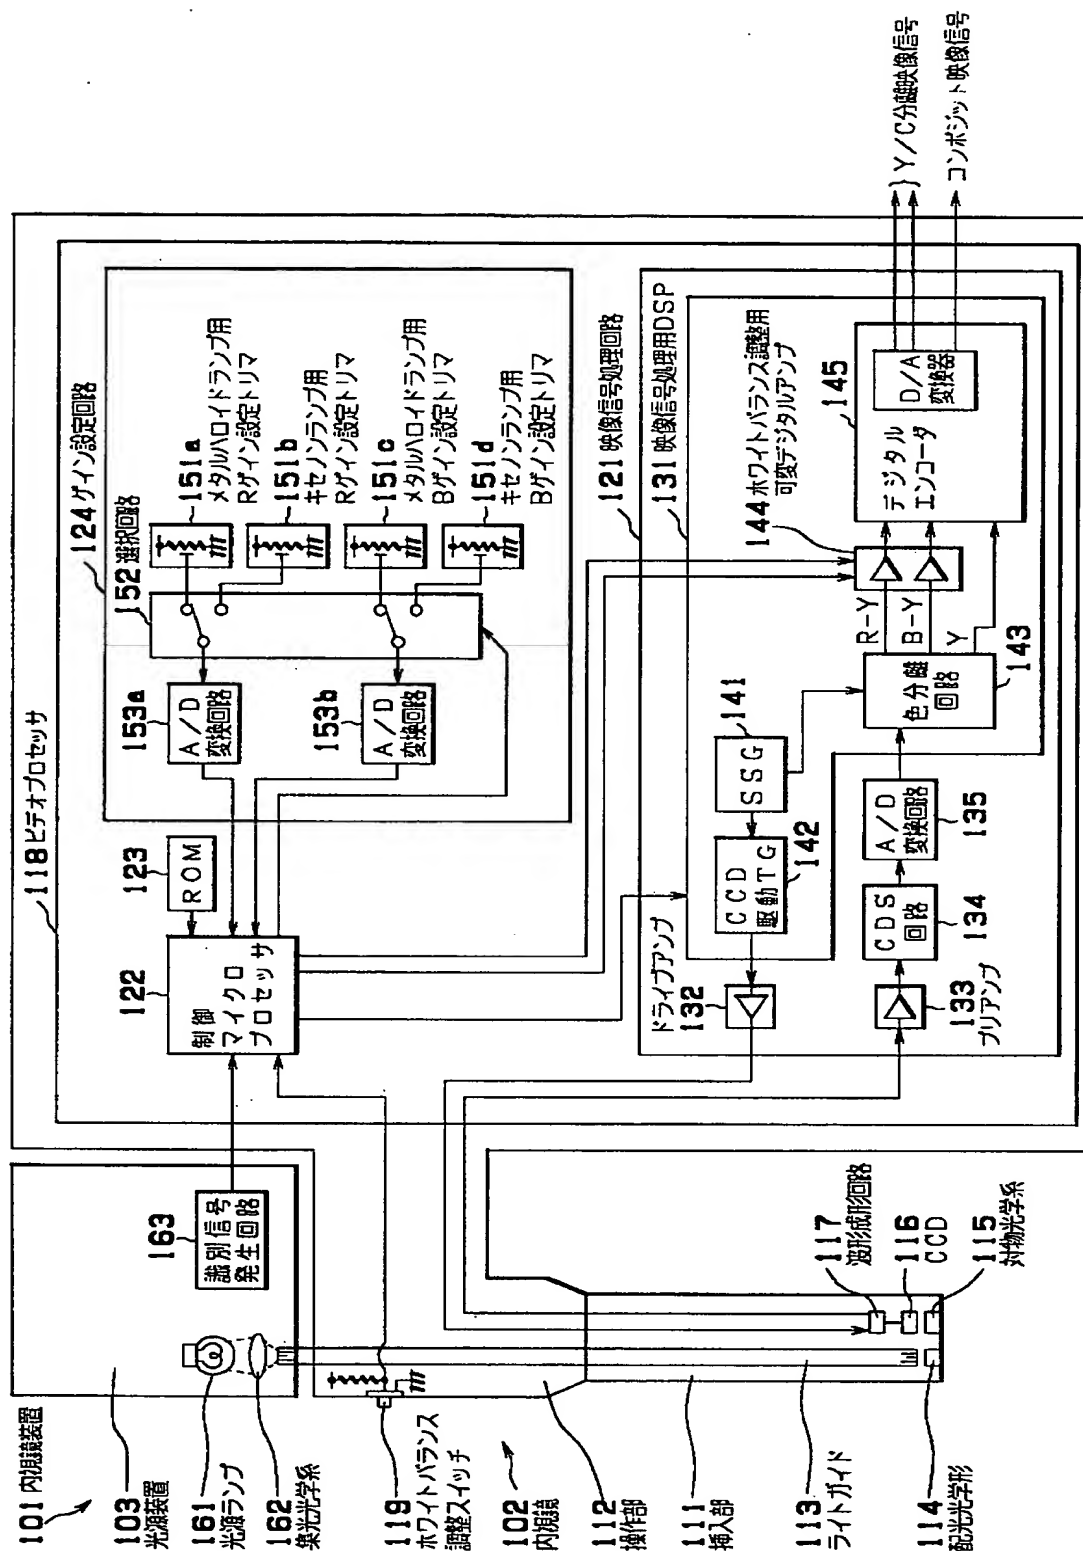 101 内視鏡装置
103
光源装置
161
光源ランプ
162
集光光学系
119
ホワイトバランス
調整スイッチ
102
内視鏡
112
操作部
111
挿入部
113
ライトガイド
114
配光光学形
163
識別信号
発生回路
117
波形成形回路
116
CCD
115
対物光学系
118 ビデオプロセッサ
122
制御
マイクロ
プロセッサ
123
ROM
124 ゲイン設定回路
152 選択回路
153a
A/D
変換回路
153b
A/D
変換回路
151a
メタルハロイドランプ用
Rゲイン設定トリマ
151b
キセノンランプ用
Rゲイン設定トリマ
151c
メタルハロイドランプ用
Bゲイン設定トリマ
151d
キセノンランプ用
Bゲイン設定トリマ
121 映像信号処理回路
131 映像信号処理用DSP
ドライブアンプ
132
133
プリアンプ
CCD
駆動TG
142
141
SSG
CDS
回路
134
A/D
変換回路
135
色分離
回路
143
R-Y
B-Y
Y
144 ホワイトバランス調整用
可変デジタルアンプ
145
デジタル
エンコーダ
D/A
変換器
Y/C分離映像信号
コンポジット映像信号